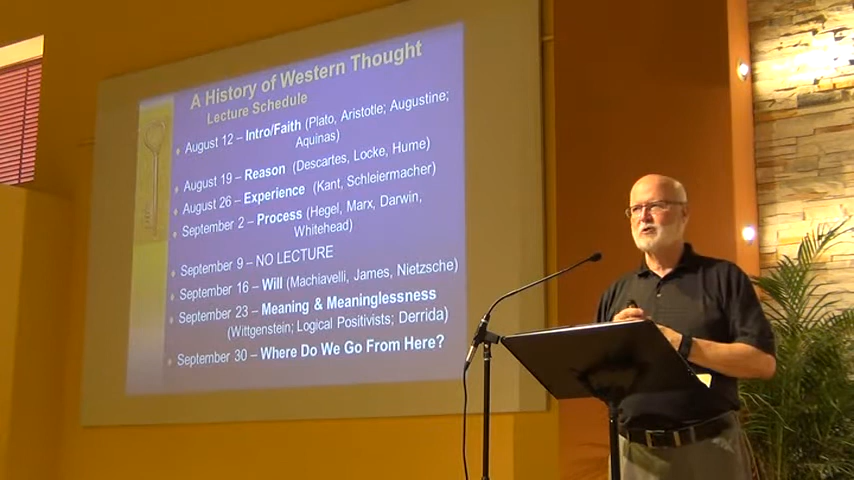 A History of Western Thought
Lecture Schedule
August 12 – Intro/Faith (Plato, Aristotle; Augustine;
Aquinas)
August 19 – Reason (Descartes, Locke, Hume)
August 26 – Experience (Kant, Schleiermacher)
September 2 – Process (Hegel, Marx, Darwin,
Whitehead)
September 9 – NO LECTURE
September 16 – Will (Machiavelli, James, Nietzsche)
September 23 – Meaning & Meaninglessness
(Wittgenstein; Logical Positivists; Derrida)
September 30 – Where Do We Go From Here?